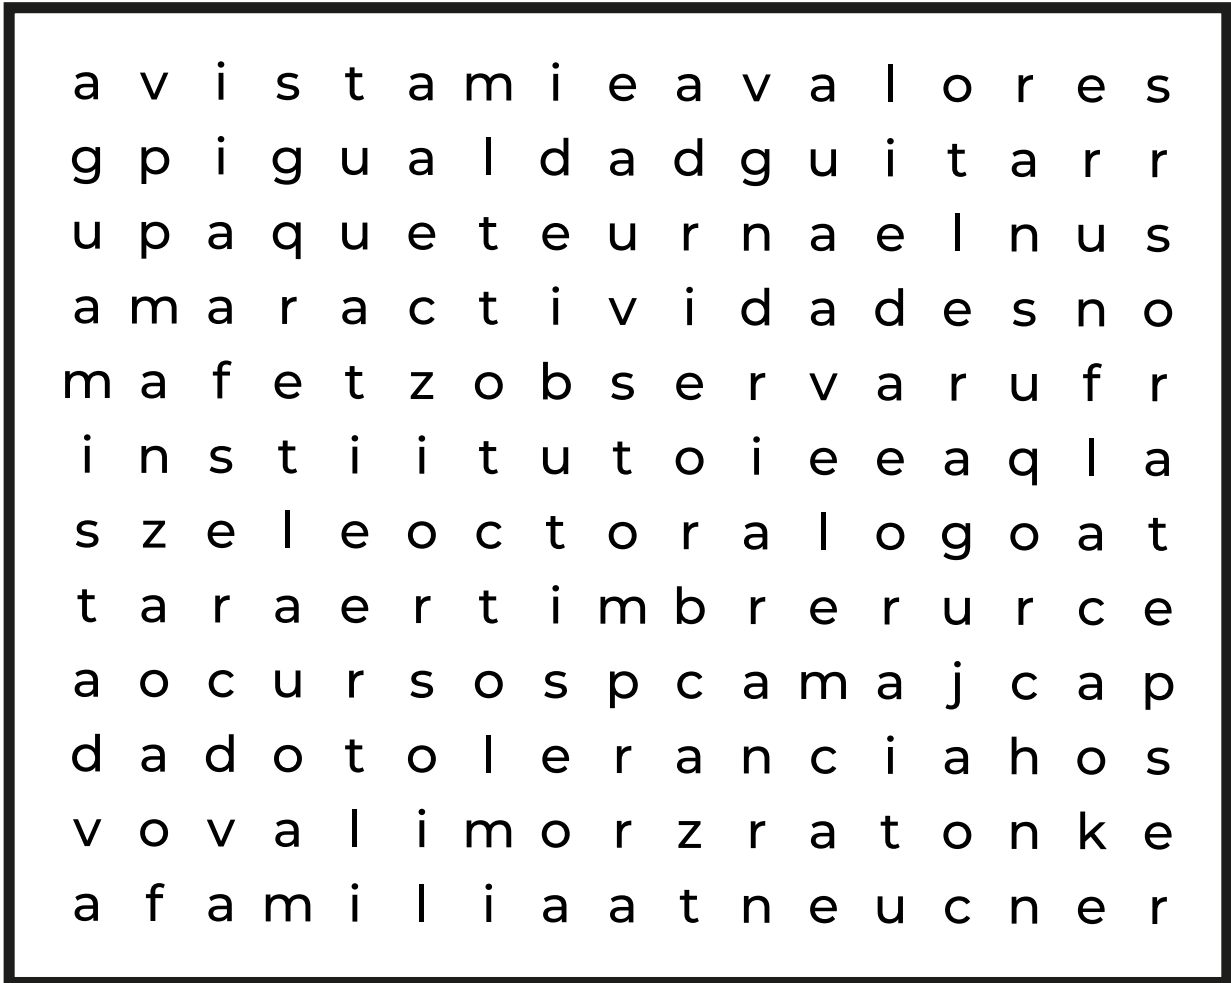 a v i s t a m i e a v a l o r e s
g p i g u a l d a d g u i t a r r
u p a q u e t e u r n a e l n u s
a m a r a c t i v i d a d e s n o
m a f e t z o b s e r v a r u f r
i n s t i i t u t o i e e a q l a
s z e l e o c t o r a l o g o a t
t a r a e r t i m b r e r u r c e
a o c u r s o s p c a m a j c a p
d a d o t o l e r a n c i a h o s
v o v a l i m o r z r a t o n k e
a f a m i l i a a t n e u c n e r